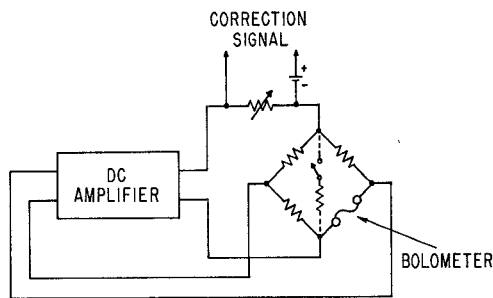 CORRECTION
SIGNAL
+
-
DC
AMPLIFIER
BOLOMETER